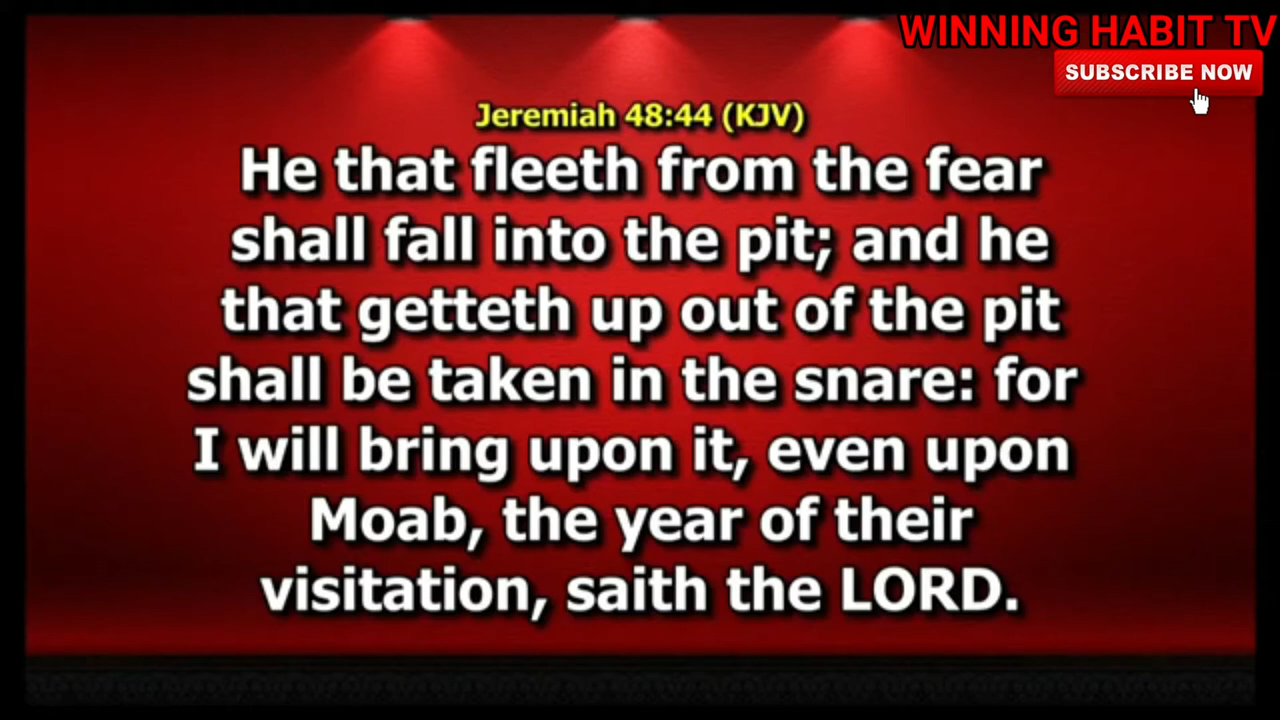 WINNING HABIT TV
SUBSCRIBE NOW
Jeremiah 48:44 (KJV)
He that fleeth from the fear
shall fall into the pit; and he
that getteth up out of the pit
shall be taken in the snare: for
I will bring upon it, even upon
Moab, the year of their
visitation, saith the LORD.